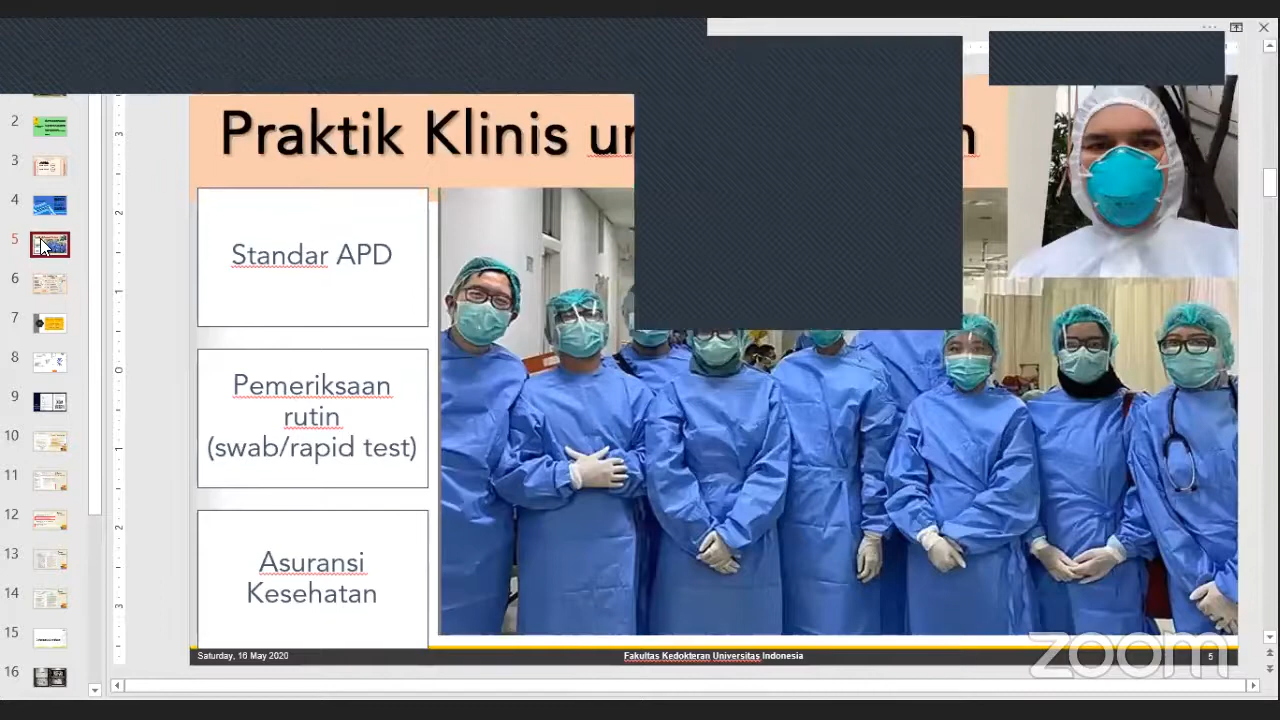 Praktik Klinis
Standar APD
Pemeriksaan
rutin
(swab/rapid test)
Asuransi
Kesehatan
2
3
4
5
6
7
8
9
10
11
12
13
14
15
16
Saturday, 16 May 2020
Fakultas Kedokteran Universitas Indonesia
5
zoom